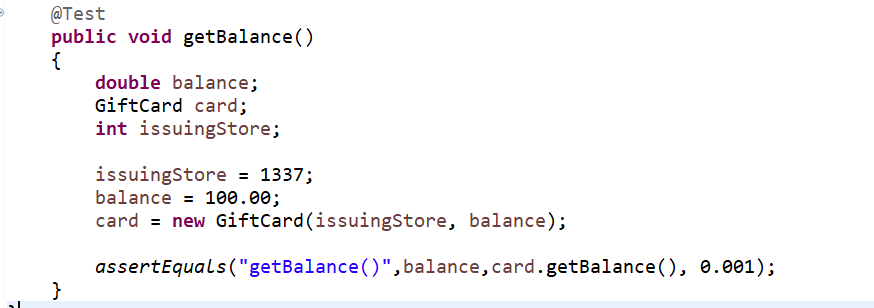 @Test
public void getBalance()
{
double balance;
GiftCard card;
int issuingStore;
issuingStore = 1337;
balance = 100.00;
card = new GiftCard(issuingStore, balance);
assertEquals("getBalance()",balance,card.getBalance(), 0.001);
}